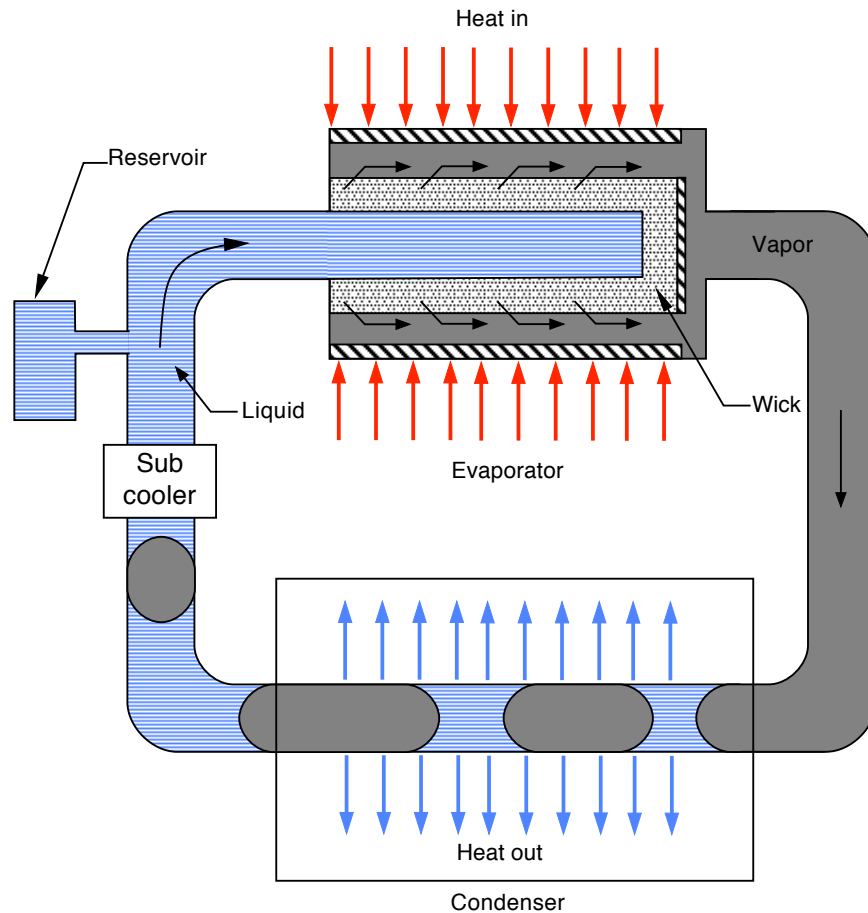 Heat in
Reservoir
Vapor
Liquid
Wick
Sub
cooler
Evaporator
Heat out
Condenser